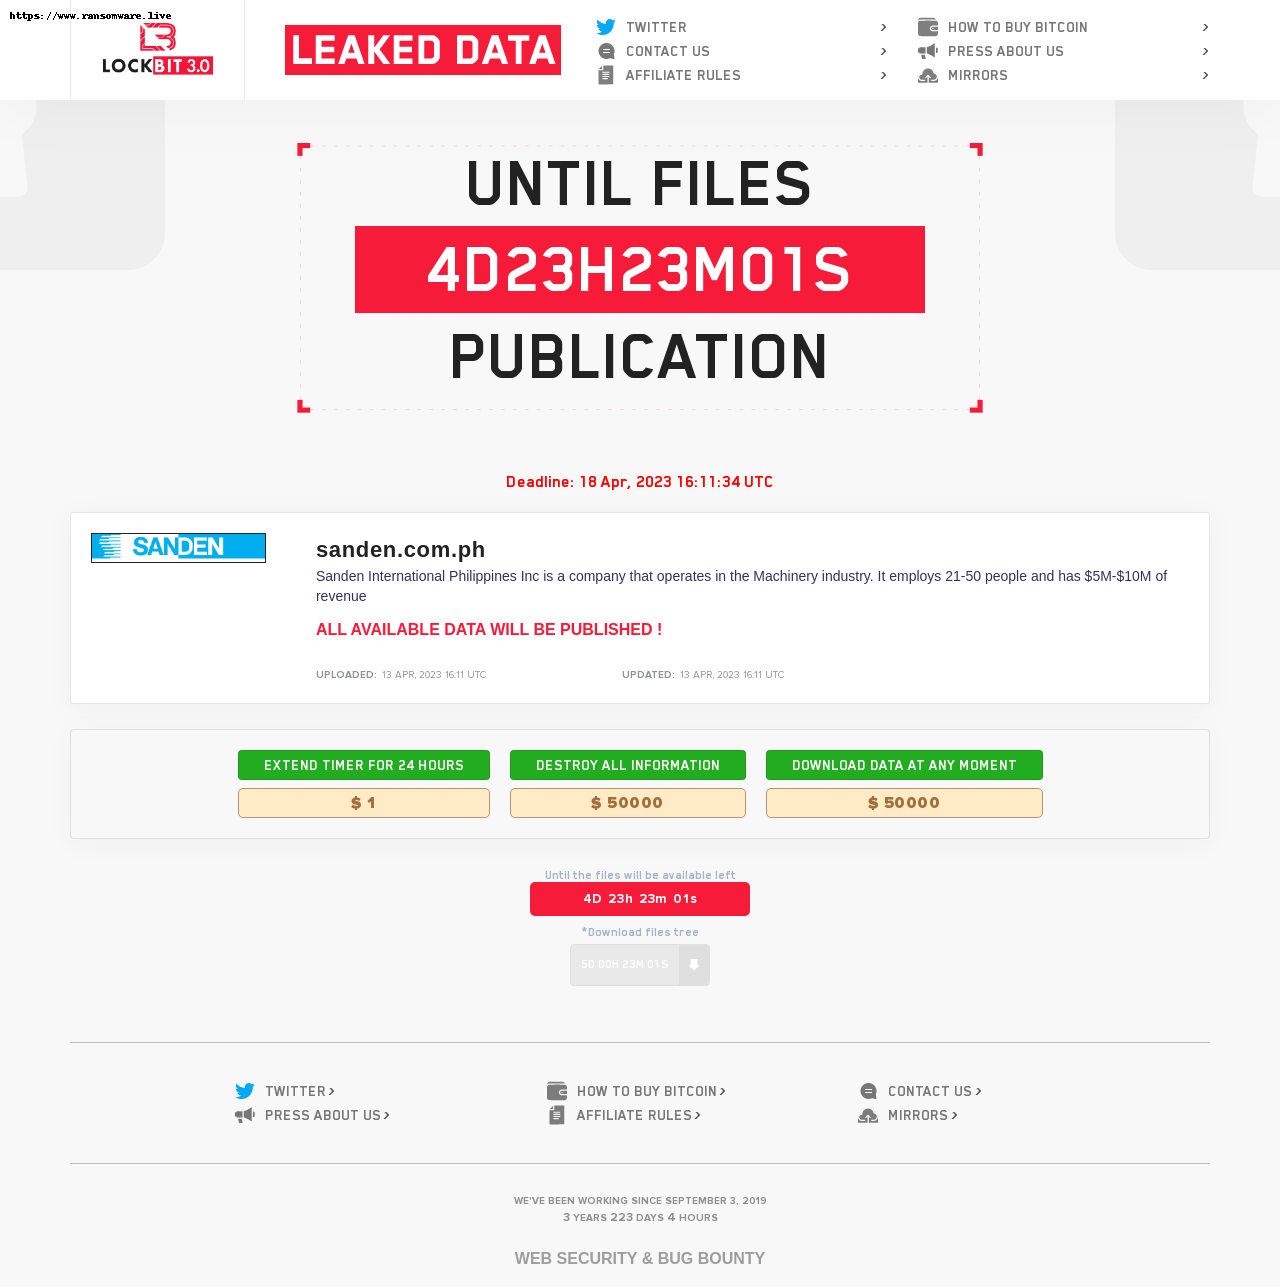 https://www.ransomware.live
LOCKBIT 3.0
LEAKED DATA
TWITTER >
CONTACT US >
AFFILIATE RULES >
HOW TO BUY BITCOIN >
PRESS ABOUT US >
MIRRORS >
UNTIL FILES
4D23H23M01S
PUBLICATION
Deadline: 18 Apr, 2023 16:11:34 UTC
SANDEN
sanden.com.ph
Sanden International Philippines Inc is a company that operates in the Machinery industry. It employs 21-50 people and has $5M-$10M of
revenue
ALL AVAILABLE DATA WILL BE PUBLISHED !
UPLOADED: 13 APR, 2023 16:11 UTC
UPDATED: 13 APR, 2023 16:11 UTC
EXTEND TIMER FOR 24 HOURS
$ 1
DESTROY ALL INFORMATION
$ 50000
DOWNLOAD DATA AT ANY MOMENT
$ 50000
Until the files will be available left
4D 23h 23m 01s
*Download files tree
5D 00H 23M 01S
TWITTER >
PRESS ABOUT US >
HOW TO BUY BITCOIN >
AFFILIATE RULES >
CONTACT US >
MIRRORS >
WE'VE BEEN WORKING SINCE SEPTEMBER 3, 2019
3 YEARS 223 DAYS 4 HOURS
WEB SECURITY & BUG BOUNTY